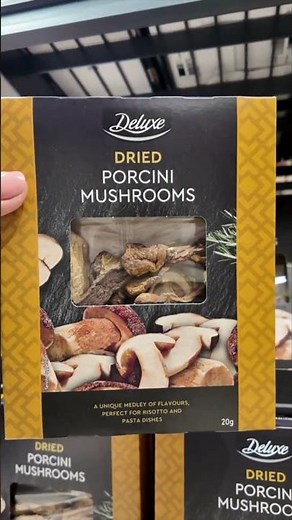 Deluxe
DRIED
PORCINI
MUSHROOMS
A UNIQUE MEDLEY OF FLAVOURS,
PERFECT FOR RISOTTO AND
PASTA DISHES
20g
DRIED
PORCINI
MUSHROOMS
Deluxe
DRIED
PORCINI
MUSHROOMS